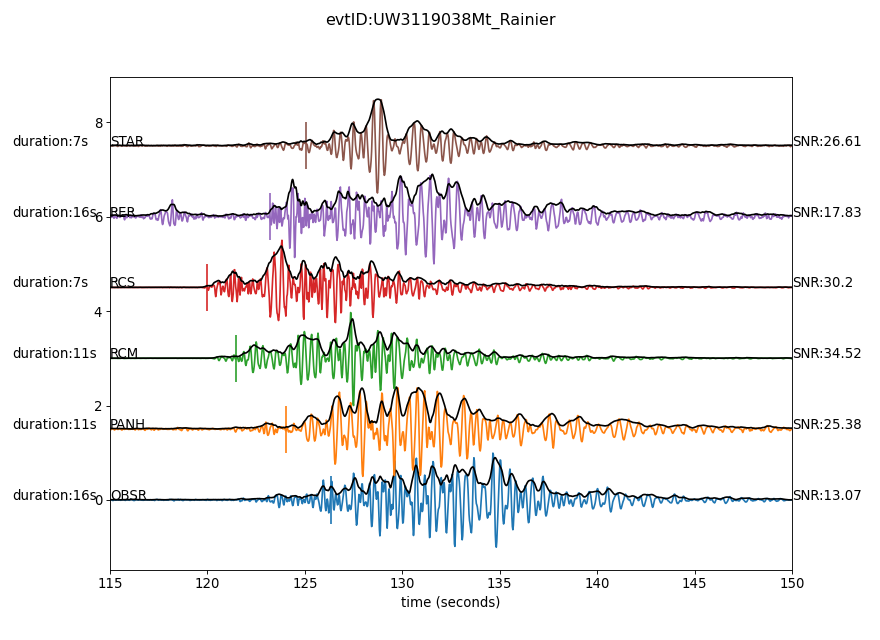 evtID:UW3119038Mt_Rainier
8
duration:7s STAR SNR:26.61
duration:16s RER SNR:17.83
6
duration:7s RCS SNR:30.2
4
duration:11s RCM SNR:34.52
2
duration:11s PANH SNR:25.38
duration:16s OBSR SNR:13.07
0
115 120 125 130 135 140 145 150
time (seconds)